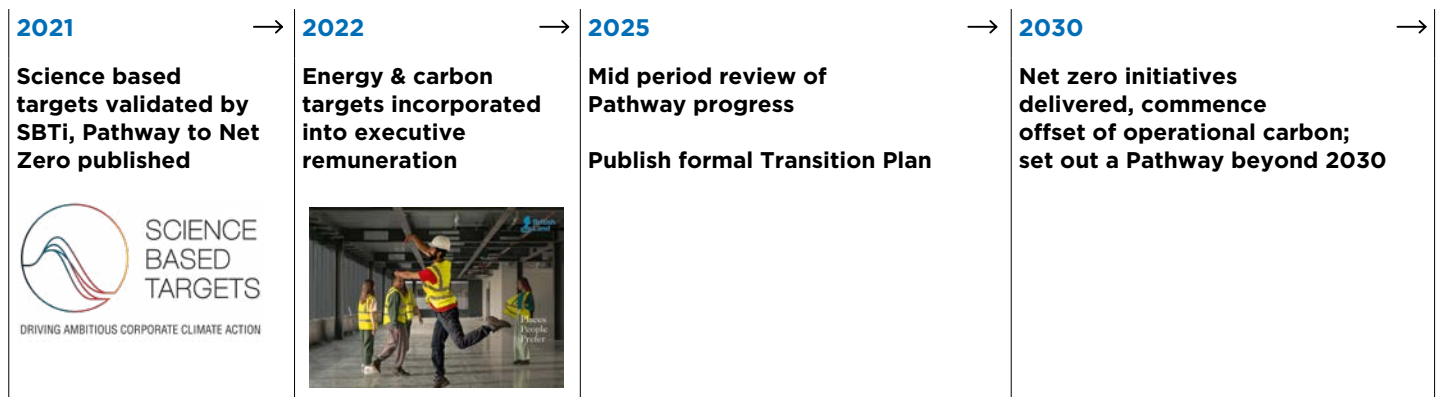 2021
Science based
targets validated by
SBTi, Pathway to Net
Zero published
SCIENCE
BASED
TARGETS
DRIVING AMBITIOUS CORPORATE CLIMATE ACTION
2022
Energy & carbon
targets incorporated
into executive
remuneration
British
Land
Places
People
Prefer
2025
Mid period review of
Pathway progress
Publish formal Transition Plan
2030
Net zero initiatives
delivered, commence
offset of operational carbon;
set out a Pathway beyond 2030